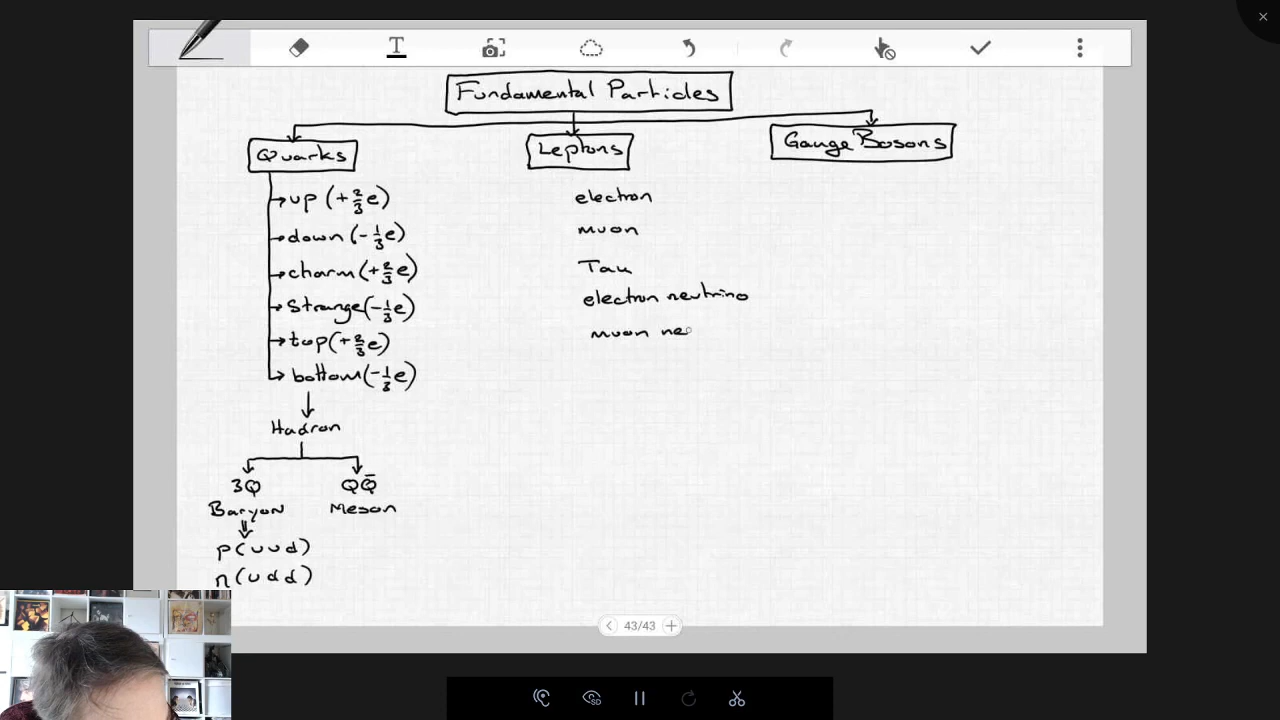 Fundamental Particles
Quarks
Leptons
Gauge Bosons
up (+2/3e)
down (-1/3e)
charm (+2/3e)
Strange (-1/3e)
top (+2/3e)
bottom (-1/3e)
Hadron
3Q
QQ̄
Baryon
Meson
p(uud)
n(udd)
electron
muon
Tau
electron neutrino
muon ne
T
43/43
SD